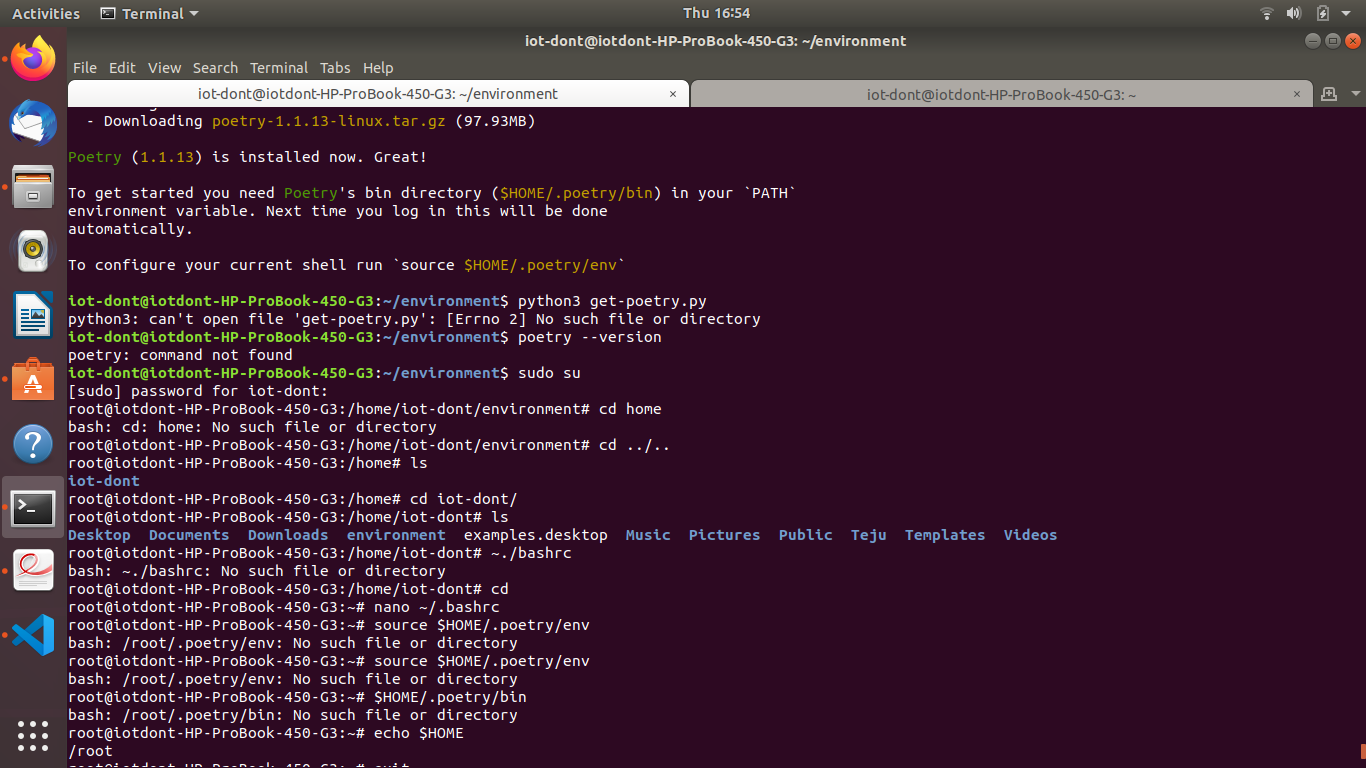 Activities Terminal Thu 16:54
iot-dont@iotdont-HP-ProBook-450-G3: ~/environment
File Edit View Search Terminal Tabs Help
iot-dont@iotdont-HP-ProBook-450-G3: ~/environment × iot-dont@iotdont-HP-ProBook-450-G3: ~ ×
- Downloading poetry-1.1.13-linux.tar.gz (97.93MB)
Poetry (1.1.13) is installed now. Great!
To get started you need Poetry's bin directory ($HOME/.poetry/bin) in your `PATH`
environment variable. Next time you log in this will be done
automatically.
To configure your current shell run `source $HOME/.poetry/env`
iot-dont@iotdont-HP-ProBook-450-G3:~/environment$ python3 get-poetry.py
python3: can't open file 'get-poetry.py': [Errno 2] No such file or directory
iot-dont@iotdont-HP-ProBook-450-G3:~/environment$ poetry --version
poetry: command not found
iot-dont@iotdont-HP-ProBook-450-G3:~/environment$ sudo su
[sudo] password for iot-dont:
root@iotdont-HP-ProBook-450-G3:/home/iot-dont/environment# cd home
bash: cd: home: No such file or directory
root@iotdont-HP-ProBook-450-G3:/home/iot-dont/environment# cd ../..
root@iotdont-HP-ProBook-450-G3:/home# ls
iot-dont
root@iotdont-HP-ProBook-450-G3:/home# cd iot-dont/
root@iotdont-HP-ProBook-450-G3:/home/iot-dont# ls
Desktop Documents Downloads environment examples.desktop Music Pictures Public Teju Templates Videos
root@iotdont-HP-ProBook-450-G3:/home/iot-dont# ~./bashrc
bash: ~./bashrc: No such file or directory
root@iotdont-HP-ProBook-450-G3:/home/iot-dont# cd
root@iotdont-HP-ProBook-450-G3:~# nano ~/.bashrc
root@iotdont-HP-ProBook-450-G3:~# source $HOME/.poetry/env
bash: /root/.poetry/env: No such file or directory
root@iotdont-HP-ProBook-450-G3:~# source $HOME/.poetry/env
bash: /root/.poetry/env: No such file or directory
root@iotdont-HP-ProBook-450-G3:~# $HOME/.poetry/bin
bash: /root/.poetry/bin: No such file or directory
root@iotdont-HP-ProBook-450-G3:~# echo $HOME
/root
root@iotdont-HP-ProBook-450-G3:~# exit